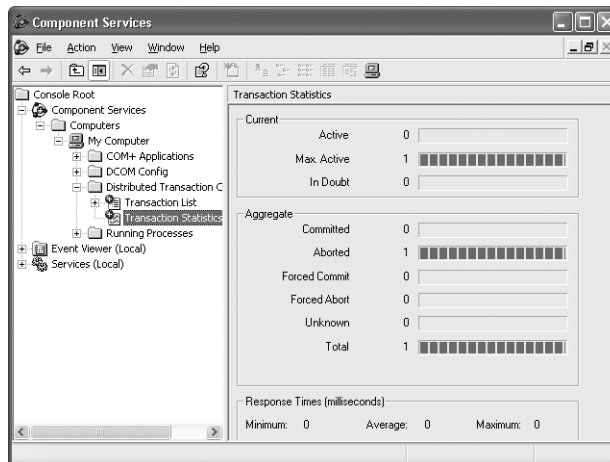 Component Services
File Action View Window Help
Console Root
Component Services
Computers
My Computer
COM+ Applications
DCOM Config
Distributed Transaction C
Transaction List
Transaction Statistics
Running Processes
Event Viewer (Local)
Services (Local)
Transaction Statistics
Current
Active 0
Max. Active 1
In Doubt 0
Aggregate
Committed 0
Aborted 1
Forced Commit 0
Forced Abort 0
Unknown 0
Total 1
Response Times (milliseconds)
Minimum: 0 Average: 0 Maximum: 0